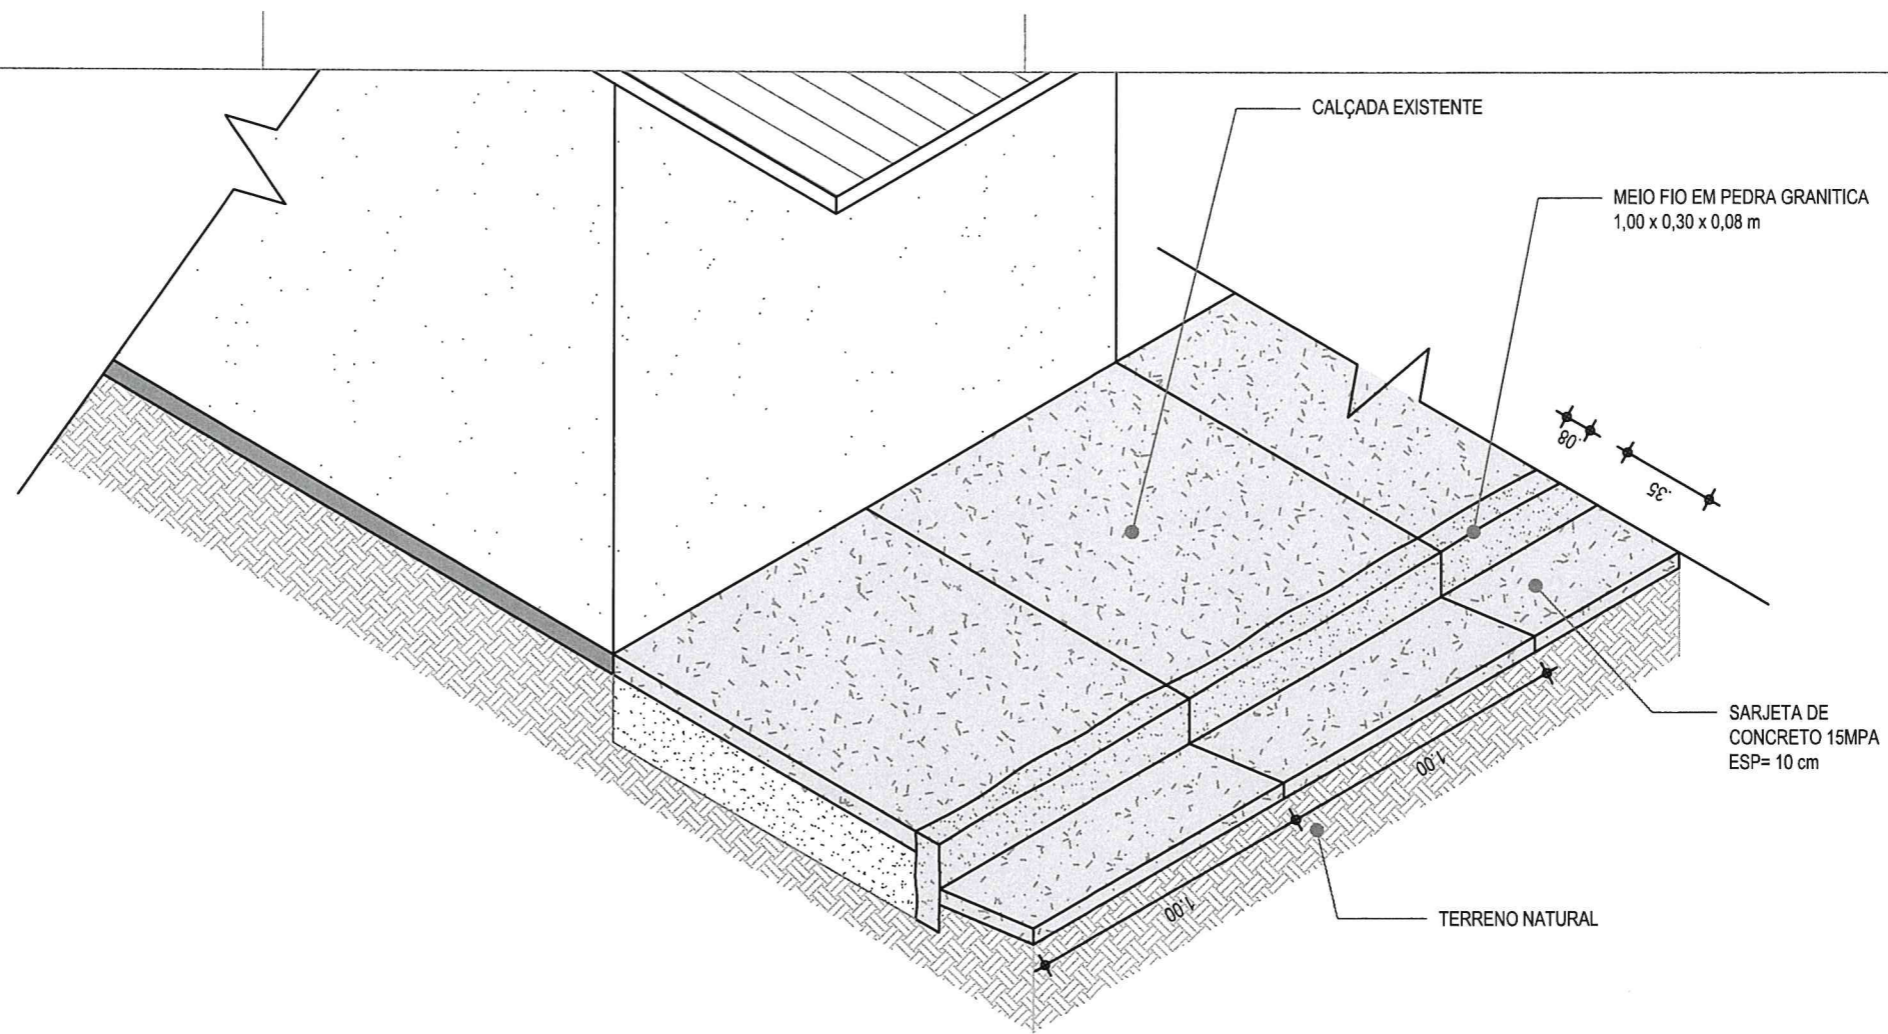 CALÇADA EXISTENTE
MEIO FIO EM PEDRA GRANITICA
1,00 x 0,30 x 0,08 m
.08
.35
SARJETA DE
CONCRETO 15MPA
ESP= 10 cm
1.00
1.00
TERRENO NATURAL